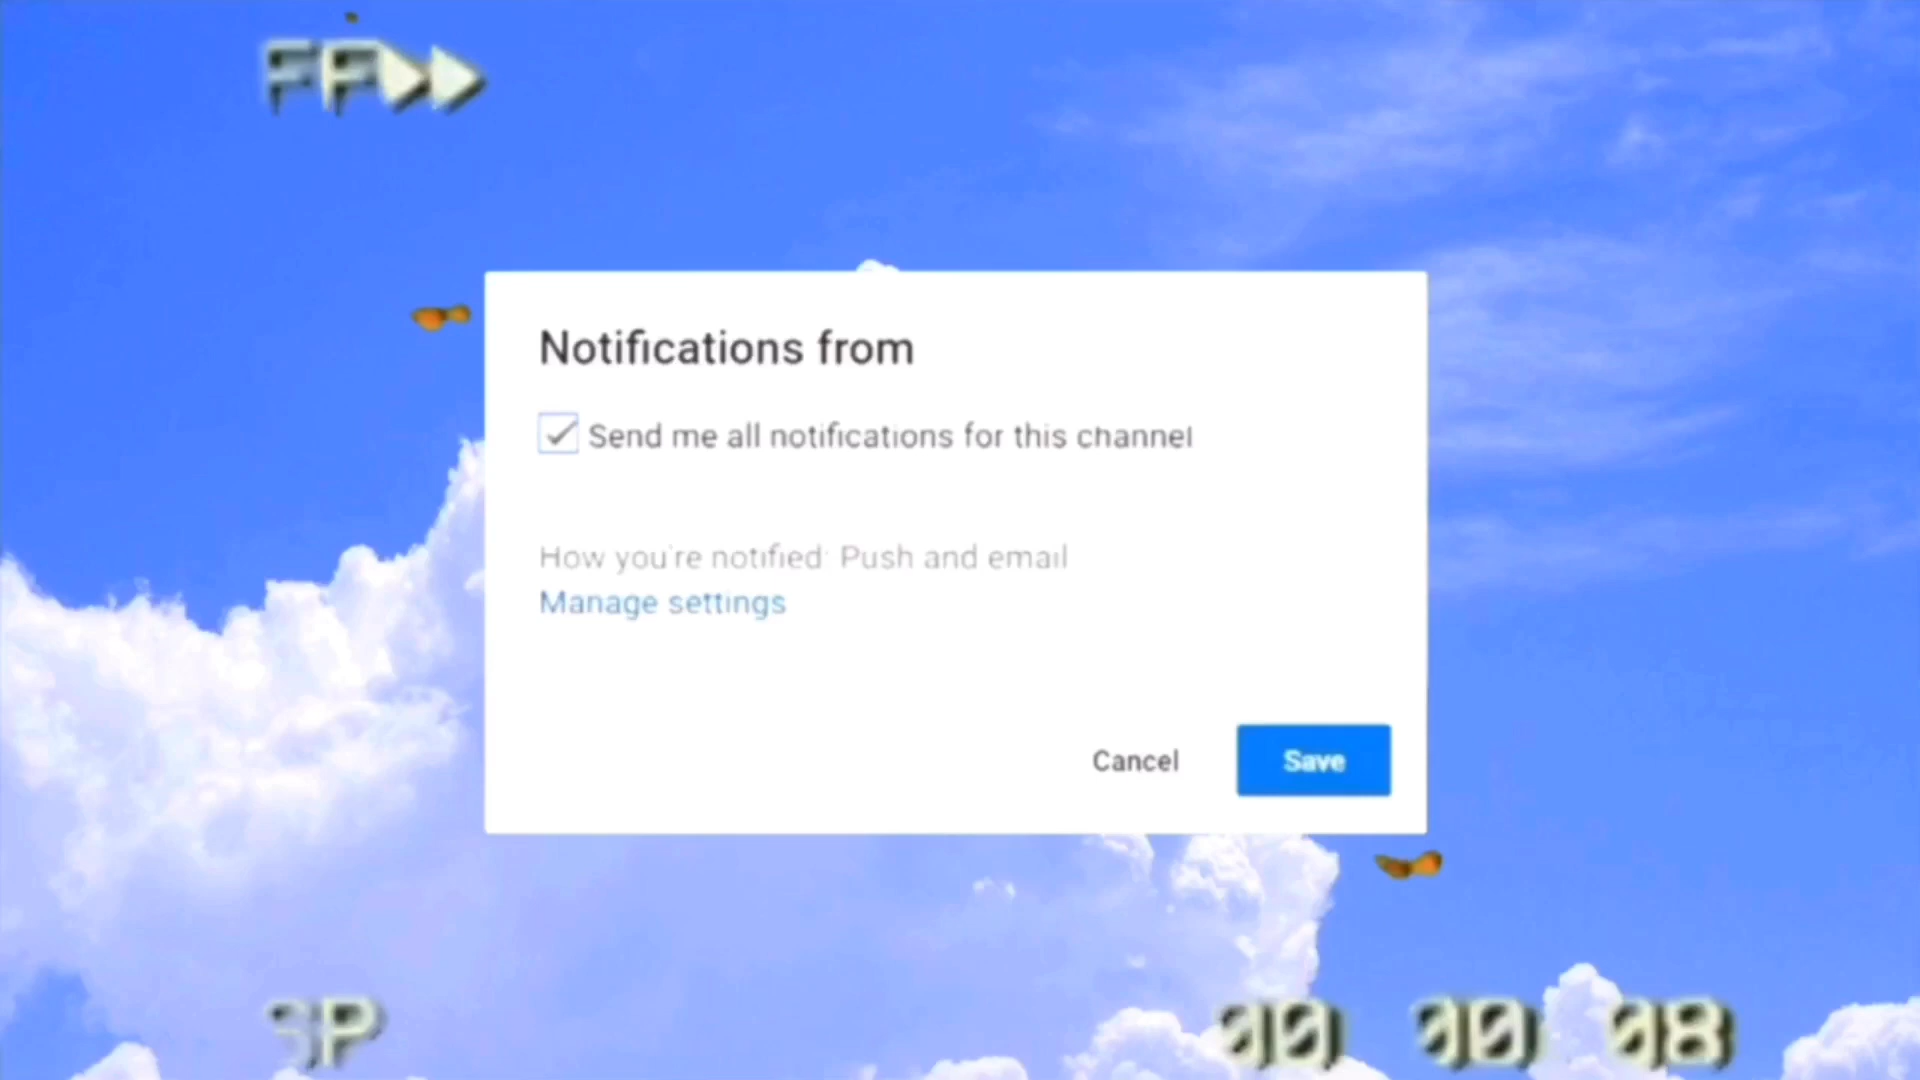 FF
Notifications from
Send me all notifications for this channel
How you're notified: Push and email
Manage settings
Cancel Save
SP 00 00 08